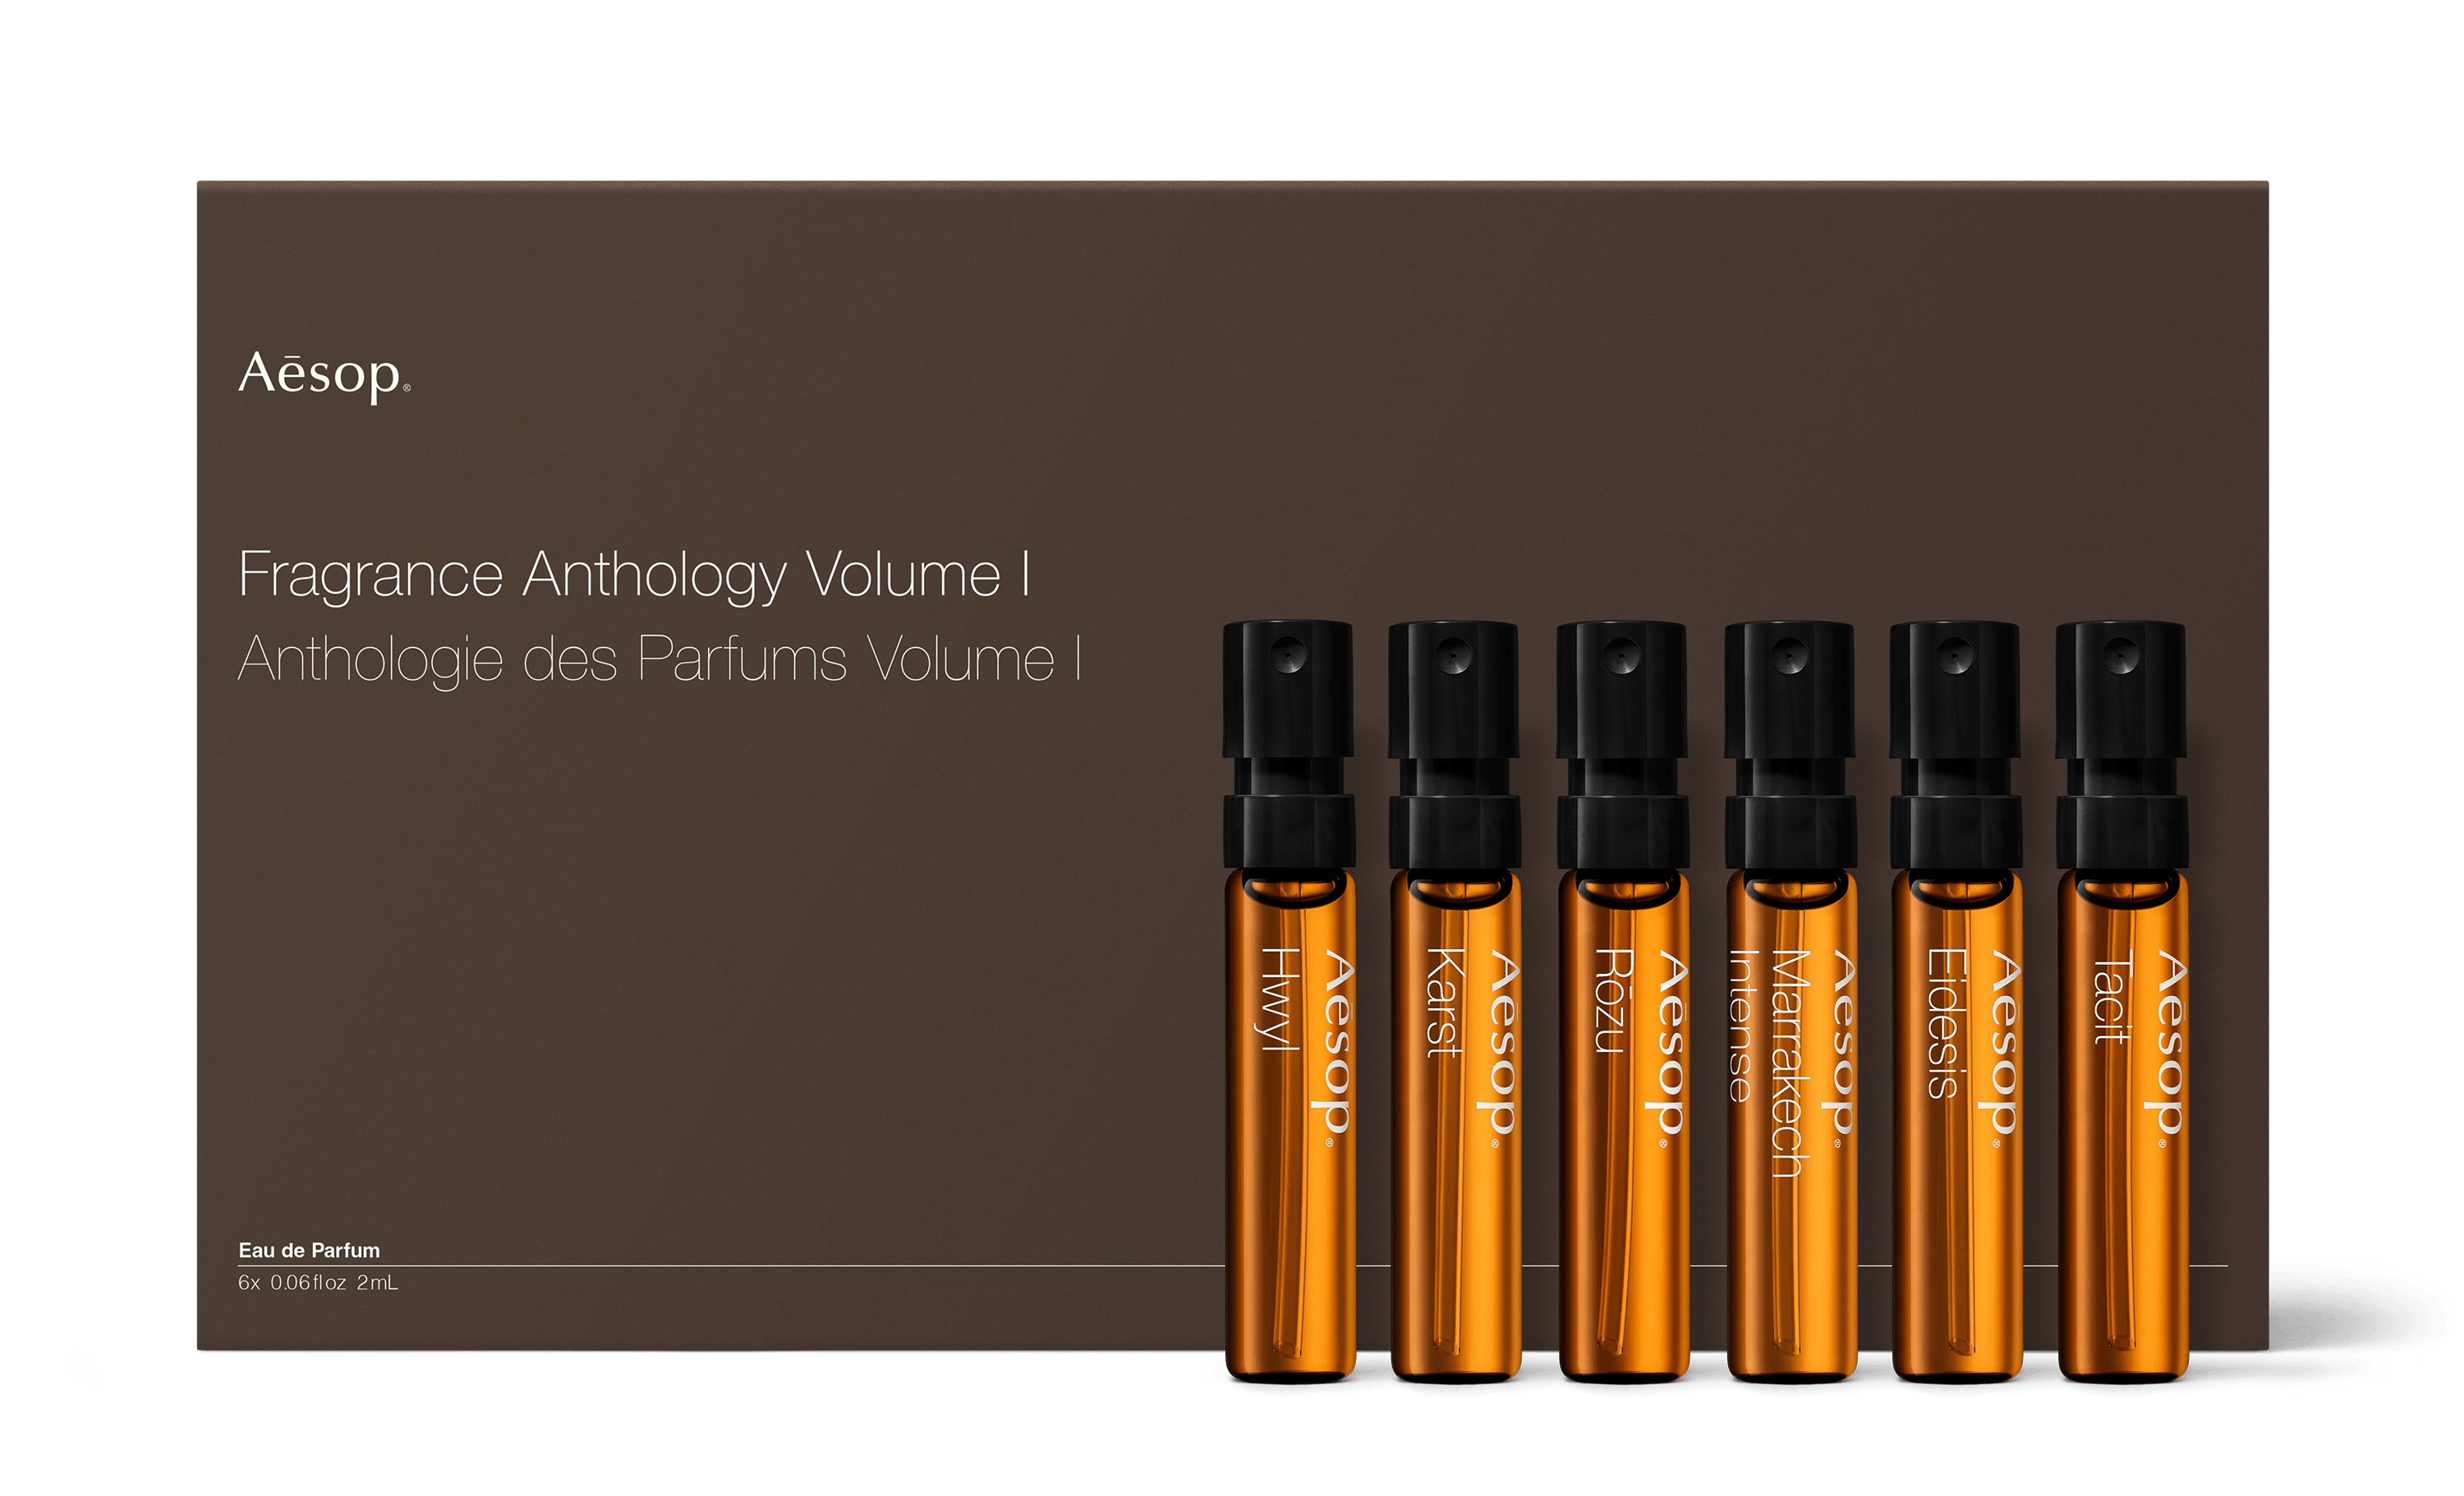 Aēsop®
Fragrance Anthology Volume I
Anthologie des Parfums Volume I
Eau de Parfum
6x 0.06 fl oz 2 mL
Aēsop®
Hwyl
Aēsop®
Karst
Aēsop®
Rōzu
Aēsop®
Marrakech
Intense
Aēsop®
Eidesis
Aēsop®
Tacit